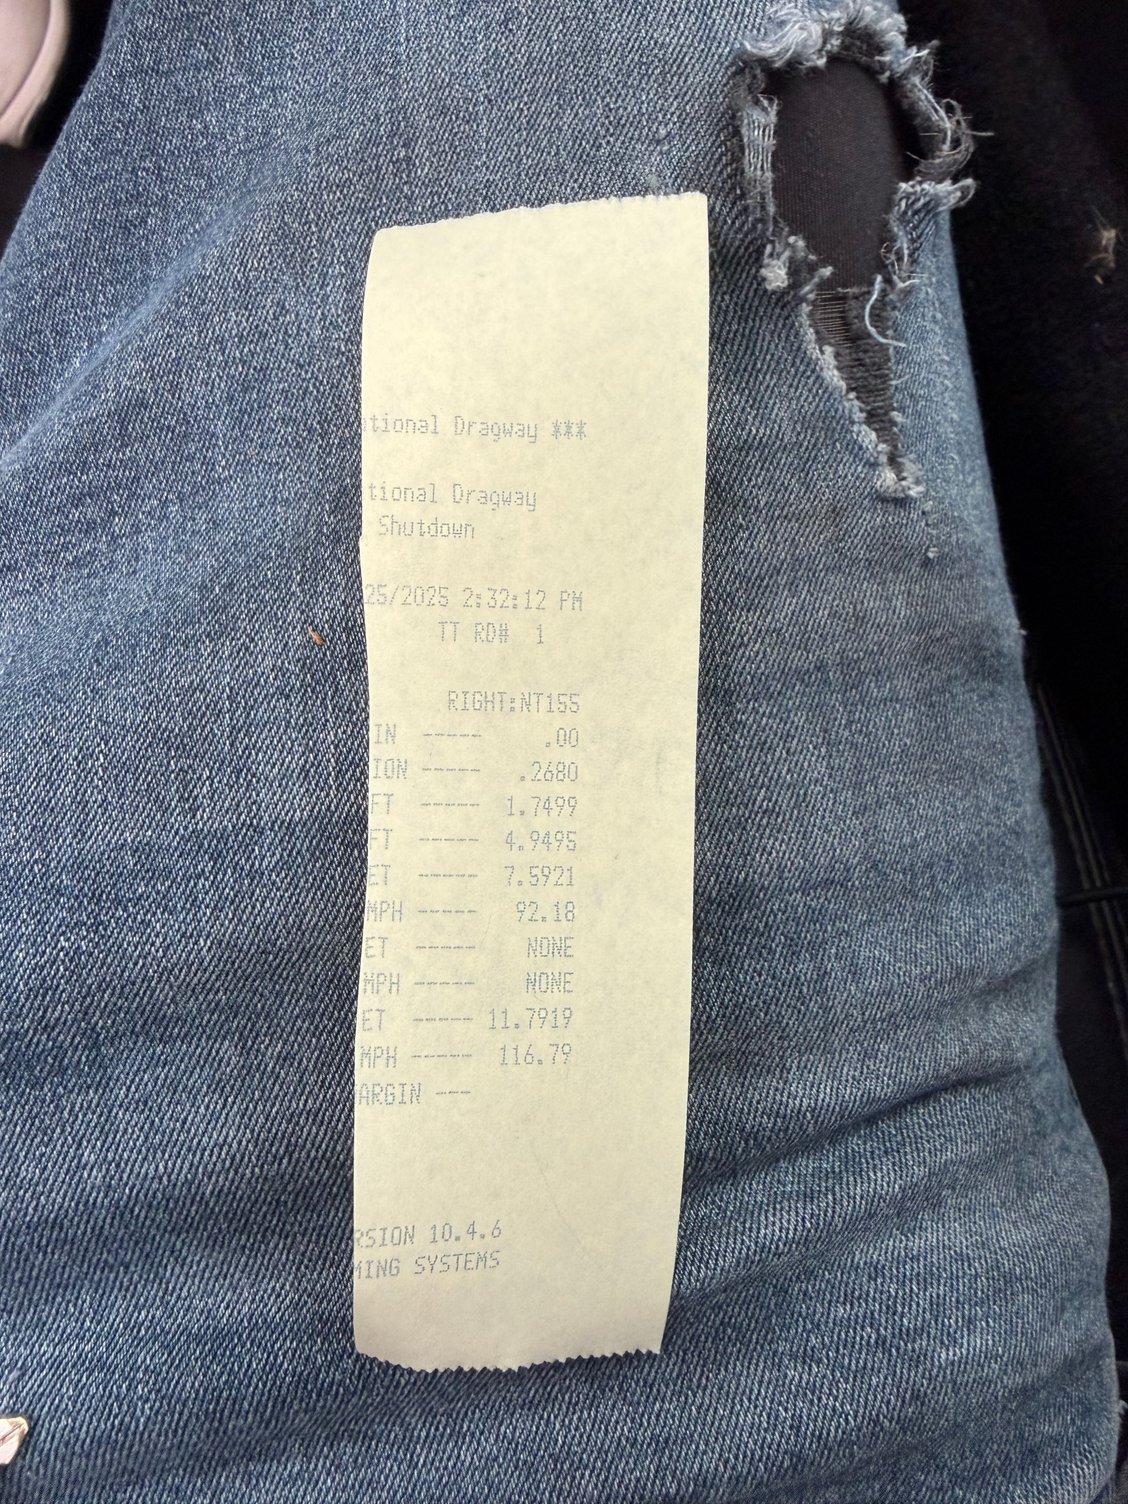 tional Dragway ***
tional Dragway
Shutdown
25/2025 2:32:12 PM
TT RD# 1
RIGHT:NT155
IN ----- .00
ION ----- .2680
FT ----- 1.7499
FT ----- 4.9495
ET ----- 7.5921
MPH ----- 92.18
ET ----- NONE
MPH ----- NONE
ET ----- 11.7919
MPH ----- 116.79
ARGIN ---
RSION 10.4.6
MING SYSTEMS